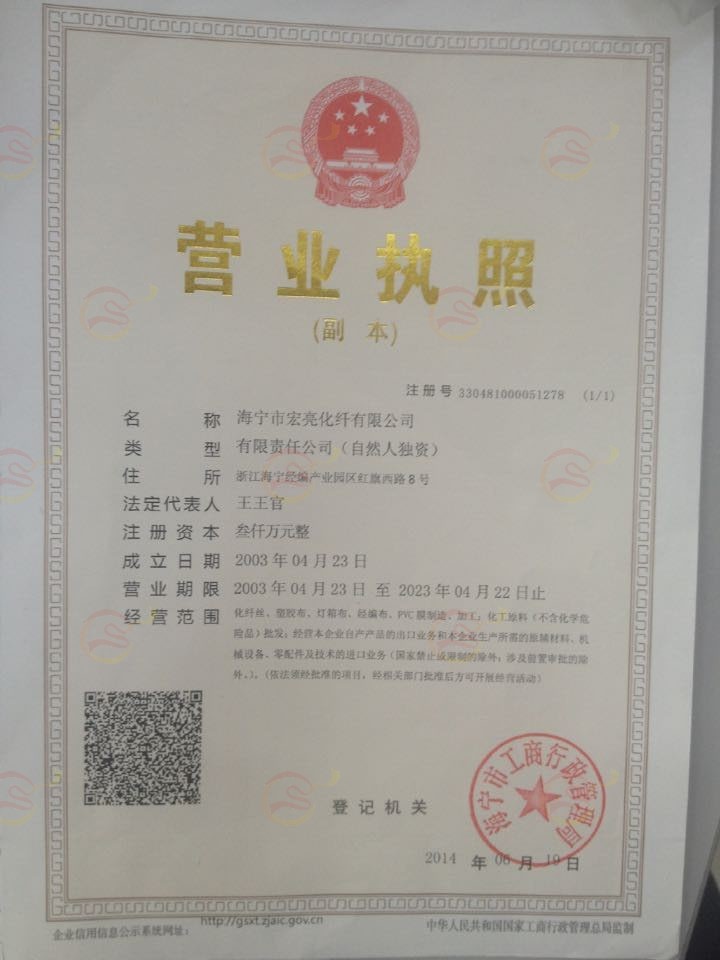 营业执照
(副 本)
注册号 330481000051278 (1/1)
名 称 海宁市宏亮化纤有限公司
类 型 有限责任公司(自然人独资)
住 所 浙江海宁经编产业园区红旗西路8号
法定代表人 王王官
注册资本 叁仟万元整
成立日期 2003年04月23日
营业期限 2003年04月23日 至 2023年04月22日止
经营范围 化纤丝、塑胶布、灯箱布、经编布、PVC膜制造、加工;化工原料(不含化学危
险品)批发;经营本企业自产产品的出口业务和本企业生产所需的原辅材料、机
械设备、零配件及技术的进口业务(国家禁止或限制的除外;涉及前置审批的除
外。)。(依法须经批准的项目,经相关部门批准后方可开展经营活动)
登记机关
海宁市工商行政管理局
2014 年 06 月 19 日
企业信用信息公示系统网址: http://gsxt.zjaic.gov.cn
中华人民共和国国家工商行政管理总局监制